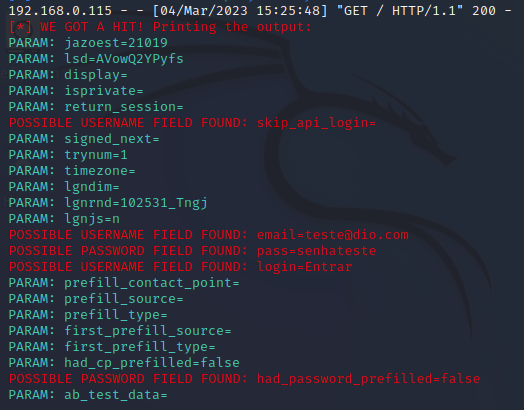 192.168.0.115 - - [04/Mar/2023 15:25:48] "GET / HTTP/1.1" 200 -
[*] WE GOT A HIT! Printing the output:
PARAM: jazoest=21019
PARAM: lsd=AVowQ2YPyfs
PARAM: display=
PARAM: isprivate=
PARAM: return_session=
POSSIBLE USERNAME FIELD FOUND: skip_api_login=
PARAM: signed_next=
PARAM: trynum=1
PARAM: timezone=
PARAM: lgndim=
PARAM: lgnrnd=102531_Tngj
PARAM: lgnjs=n
POSSIBLE USERNAME FIELD FOUND: email=teste@dio.com
POSSIBLE PASSWORD FIELD FOUND: pass=senhateste
POSSIBLE USERNAME FIELD FOUND: login=Entrar
PARAM: prefill_contact_point=
PARAM: prefill_source=
PARAM: prefill_type=
PARAM: first_prefill_source=
PARAM: first_prefill_type=
PARAM: had_cp_prefilled=false
POSSIBLE PASSWORD FIELD FOUND: had_password_prefilled=false
PARAM: ab_test_data=